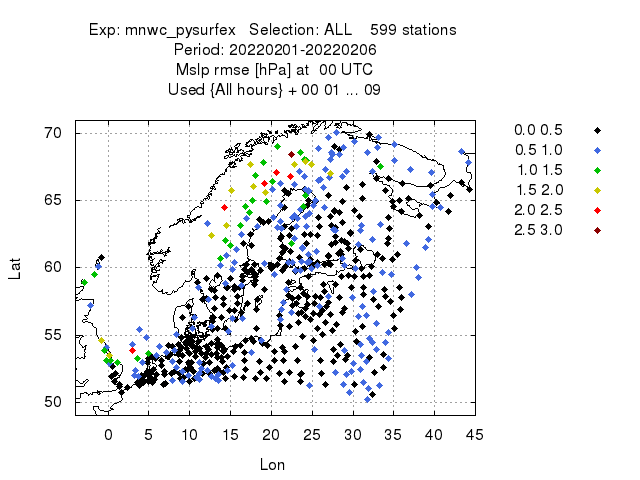 Exp: mnwc_pysurfex   Selection: ALL    599 stations
Period: 20220201-20220206
Mslp rmse [hPa] at  00 UTC
Used {All hours} + 00 01 ... 09
70
65
60
55
50
Lat
0 5 10 15 20 25 30 35 40 45
Lon
0.0 0.5
0.5 1.0
1.0 1.5
1.5 2.0
2.0 2.5
2.5 3.0